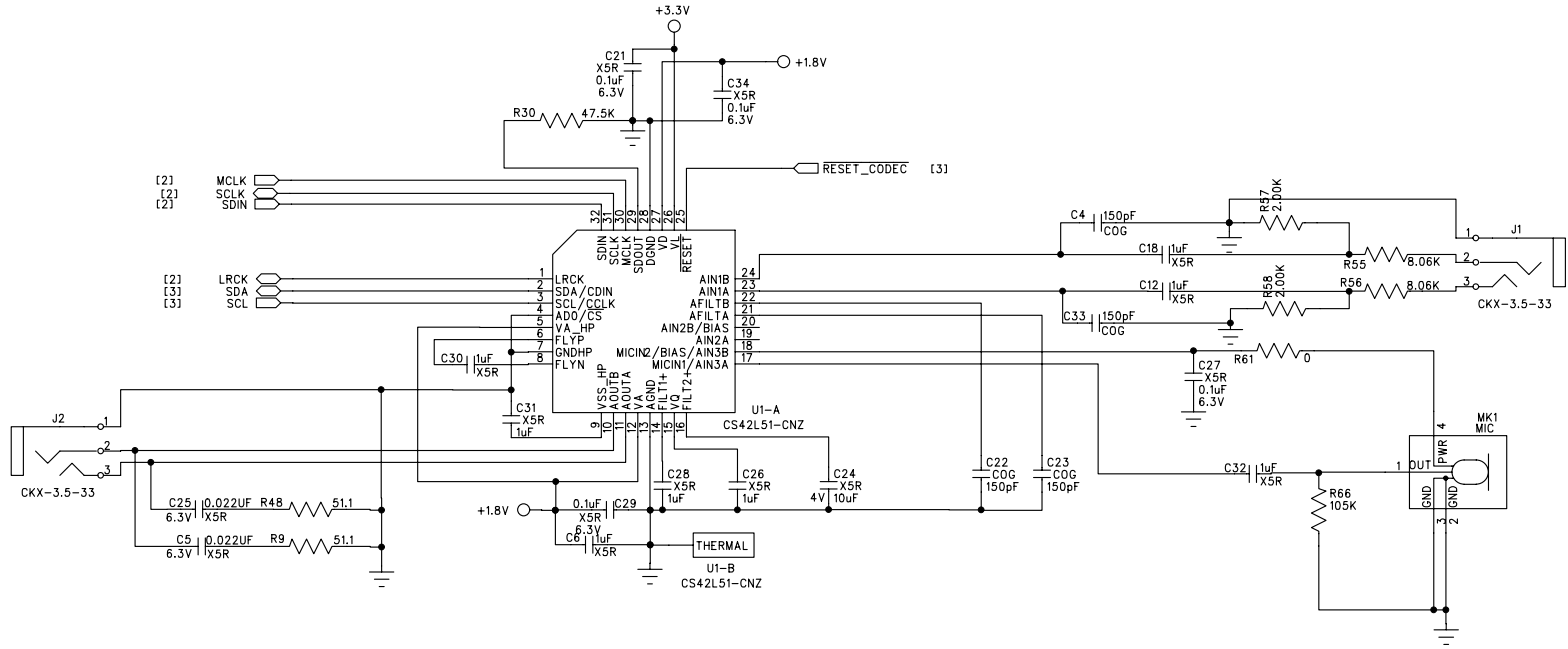 +3.3V
C21
X5R
0.1uF
6.3V
+1.8V
C34
X5R
0.1uF
6.3V
R30 47.5K
RESET_CODEC [3]
[2] MCLK
[2] SCLK
[2] SDIN
32 31 30 29 28 27 26 25
SDIN
SCLK
MCLK
SDOUT
DGND
VD
VL
RESET
[2] LRCK
[3] SDA
[3] SCL
1 LRCK
2 SDA/CDIN
3 SCL/CCLK
4 AD0/CS
5 VA_HP
6 FLYP
7 GNDHP
8 FLYN
AIN1B 24
AIN1A 23
AFILTB 22
AFILTA 21
AIN2B/BIAS 20
AIN2A 19
MICIN2/BIAS/AIN3B 18
MICIN1/AIN3A 17
VSS_HP
AOUTB
AOUTA
VA
AGND
FILT1+
VQ
FILT2+
9 10 11 12 13 14 15 16
U1-A
CS42L51-CNZ
C30 1uF
X5R
C31
X5R
1uF
C4 150pF
COG
R57
2.00K
C18 1uF
X5R
R55 8.06K
C12 1uF
X5R
R58
2.00K
R56 8.06K
C33 150pF
COG
J1
1
2
3
CKX-3.5-33
R61 0
C27
X5R
0.1uF
6.3V
MK1
MIC
4
PWR
1 OUT
GND
GND
3
2
C32 1uF
X5R
R66
105K
J2
1
2
3
CKX-3.5-33
C25 0.022UF R48 51.1
6.3V X5R
C5 0.022UF R9 51.1
6.3V X5R
+1.8V
0.1uF C29
X5R
6.3V
C6 1uF
X5R
C28
X5R
1uF
C26
X5R
1uF
C24
X5R
4V 10uF
C22
COG
150pF
C23
COG
150pF
THERMAL
U1-B
CS42L51-CNZ